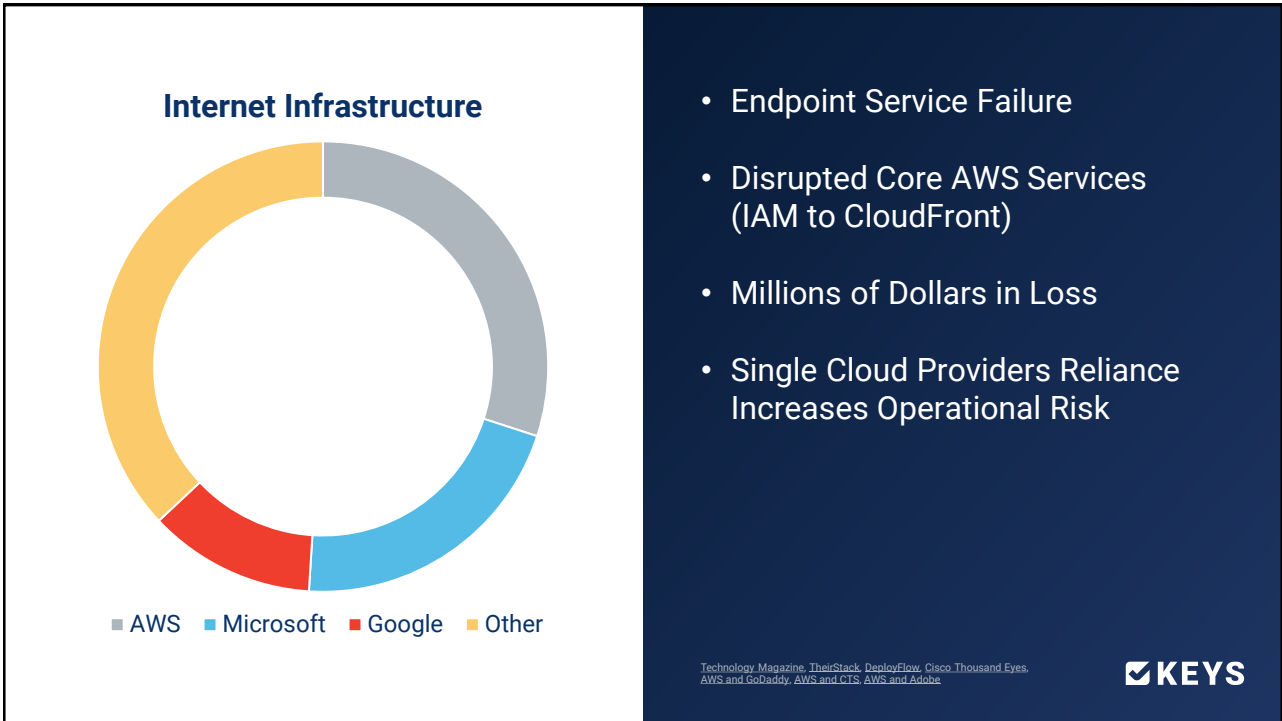 Internet Infrastructure
AWS Microsoft Google Other
• Endpoint Service Failure
• Disrupted Core AWS Services
(IAM to CloudFront)
• Millions of Dollars in Loss
• Single Cloud Providers Reliance
Increases Operational Risk
Technology Magazine, TheirStack, DeployFlow, Cisco Thousand Eyes,
AWS and GoDaddy, AWS and CTS, AWS and Adobe
KEYS